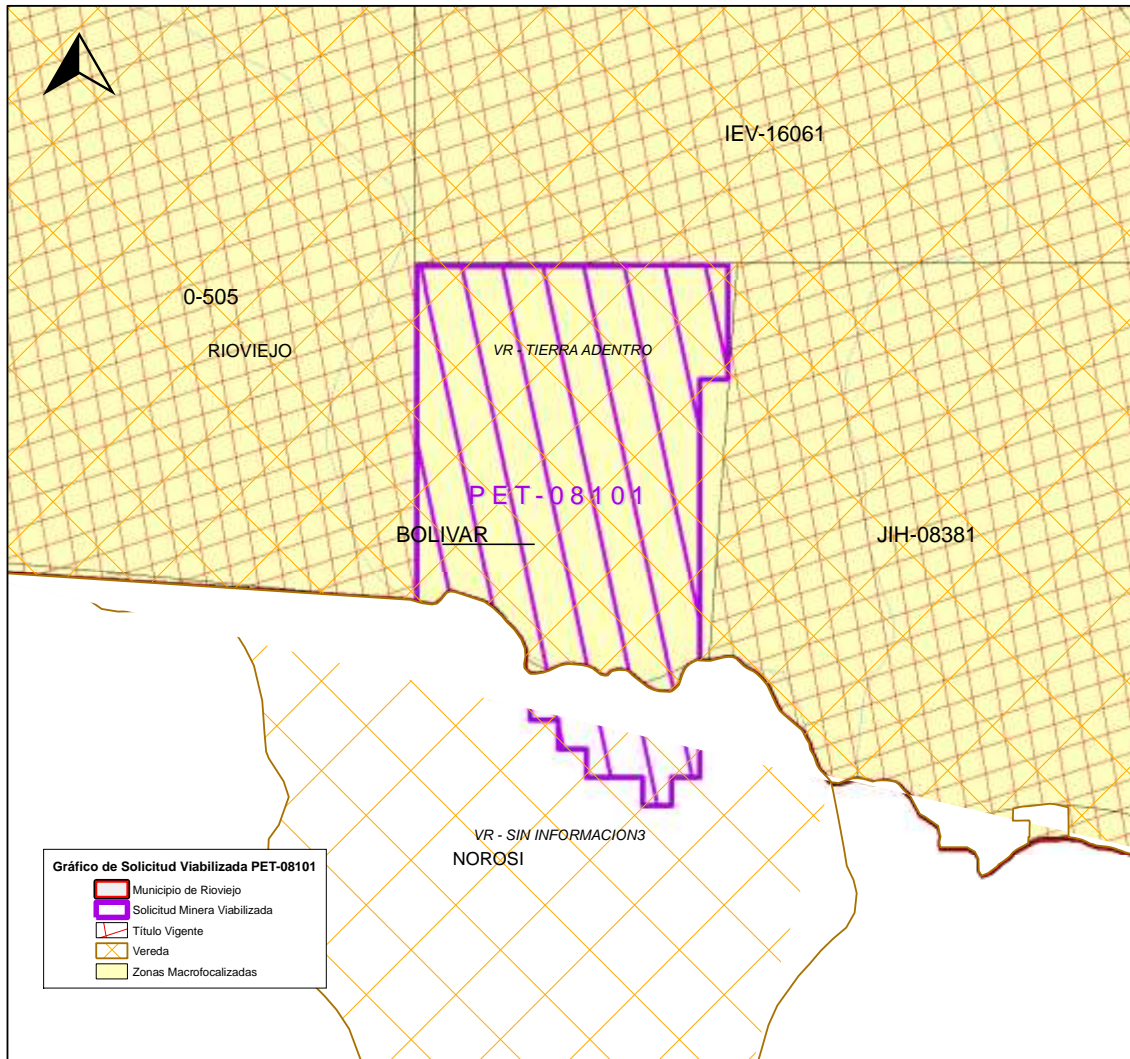 IEV-16061
0-505
RIOVIEJO
VR - TIERRA ADENTRO
PET-08101
BOLIVAR
JIH-08381
VR - SIN INFORMACION3
NOROSI
Gráfico de Solicitud Viabilizada PET-08101
Municipio de Rioviejo
Solicitud Minera Viabilizada
Título Vigente
Vereda
Zonas Macrofocalizadas